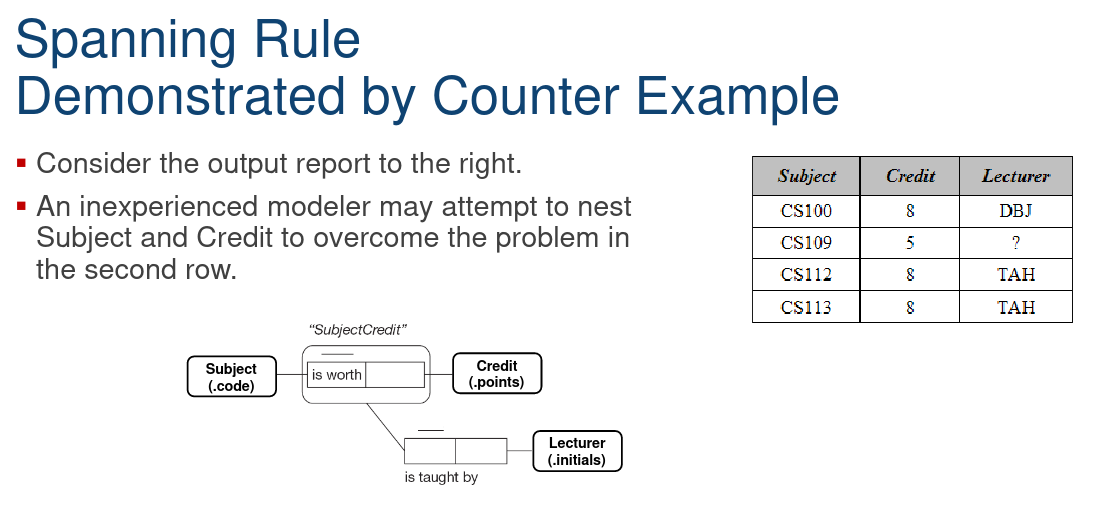 Spanning Rule
Demonstrated by Counter Example
▪ Consider the output report to the right.
▪ An inexperienced modeler may attempt to nest
Subject and Credit to overcome the problem in
the second row.
Subject Credit Lecturer
CS100 8 DBJ
CS109 5 ?
CS112 8 TAH
CS113 8 TAH
“SubjectCredit”
Subject
(.code)
is worth
Credit
(.points)
Lecturer
(.initials)
is taught by